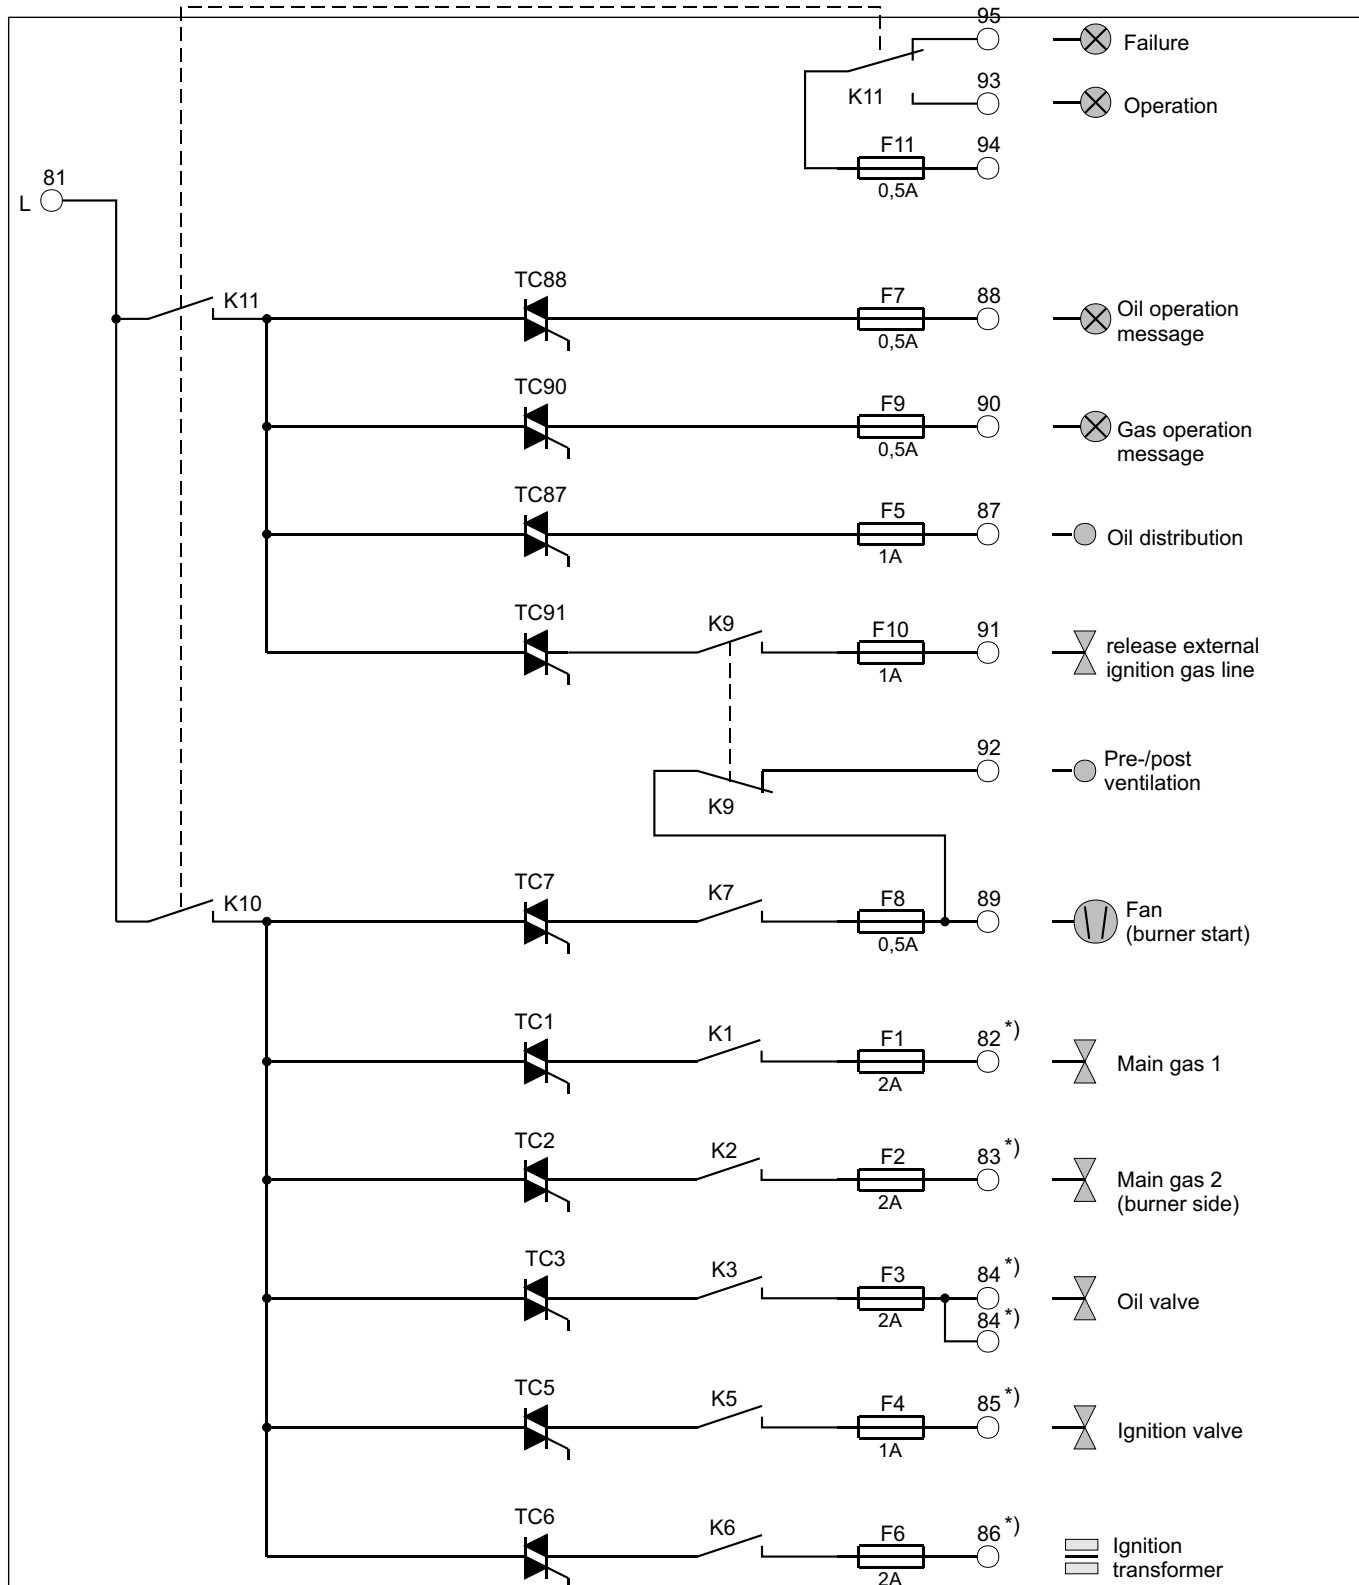 95
Failure
K11
93
Operation
F11
94
0,5A
81
L
K11
TC88
F7
88
0,5A
Oil operation
message
TC90
F9
90
0,5A
Gas operation
message
TC87
F5
87
1A
Oil distribution
TC91
K9
F10
91
1A
release external
ignition gas line
K9
92
Pre-/post
ventilation
K10
TC7
K7
F8
89
0,5A
Fan
(burner start)
TC1
K1
F1
82 *)
2A
Main gas 1
TC2
K2
F2
83 *)
2A
Main gas 2
(burner side)
TC3
K3
F3
84 *)
2A
84 *)
Oil valve
TC5
K5
F4
85 *)
1A
Ignition valve
TC6
K6
F6
86 *)
2A
Ignition
transformer